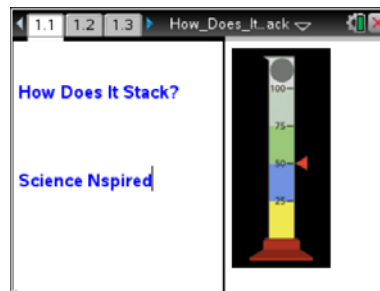 1.1 1.2 1.3 How_Does_It...ack
How Does It Stack?
Science Nspired
100
75
50
25